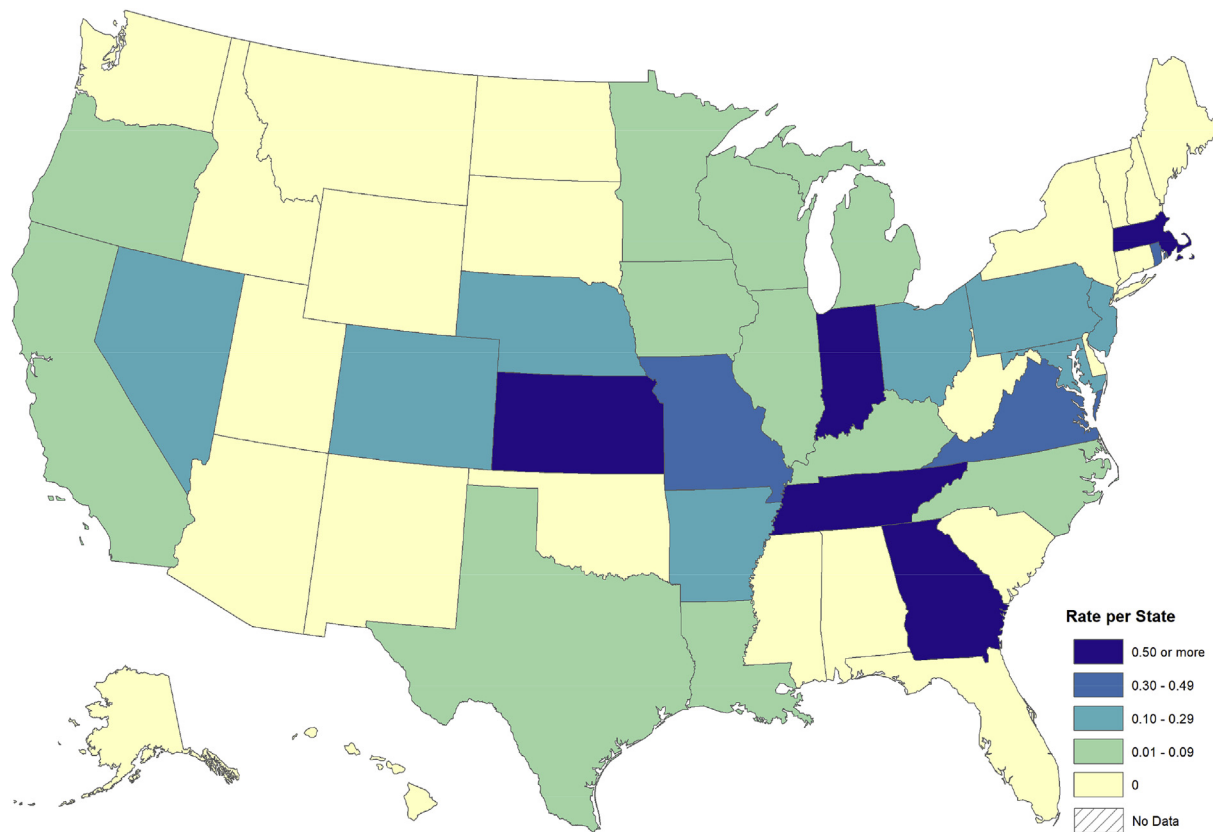 Rate per State
0.50 or more
0.30 - 0.49
0.10 - 0.29
0.01 - 0.09
0
No Data